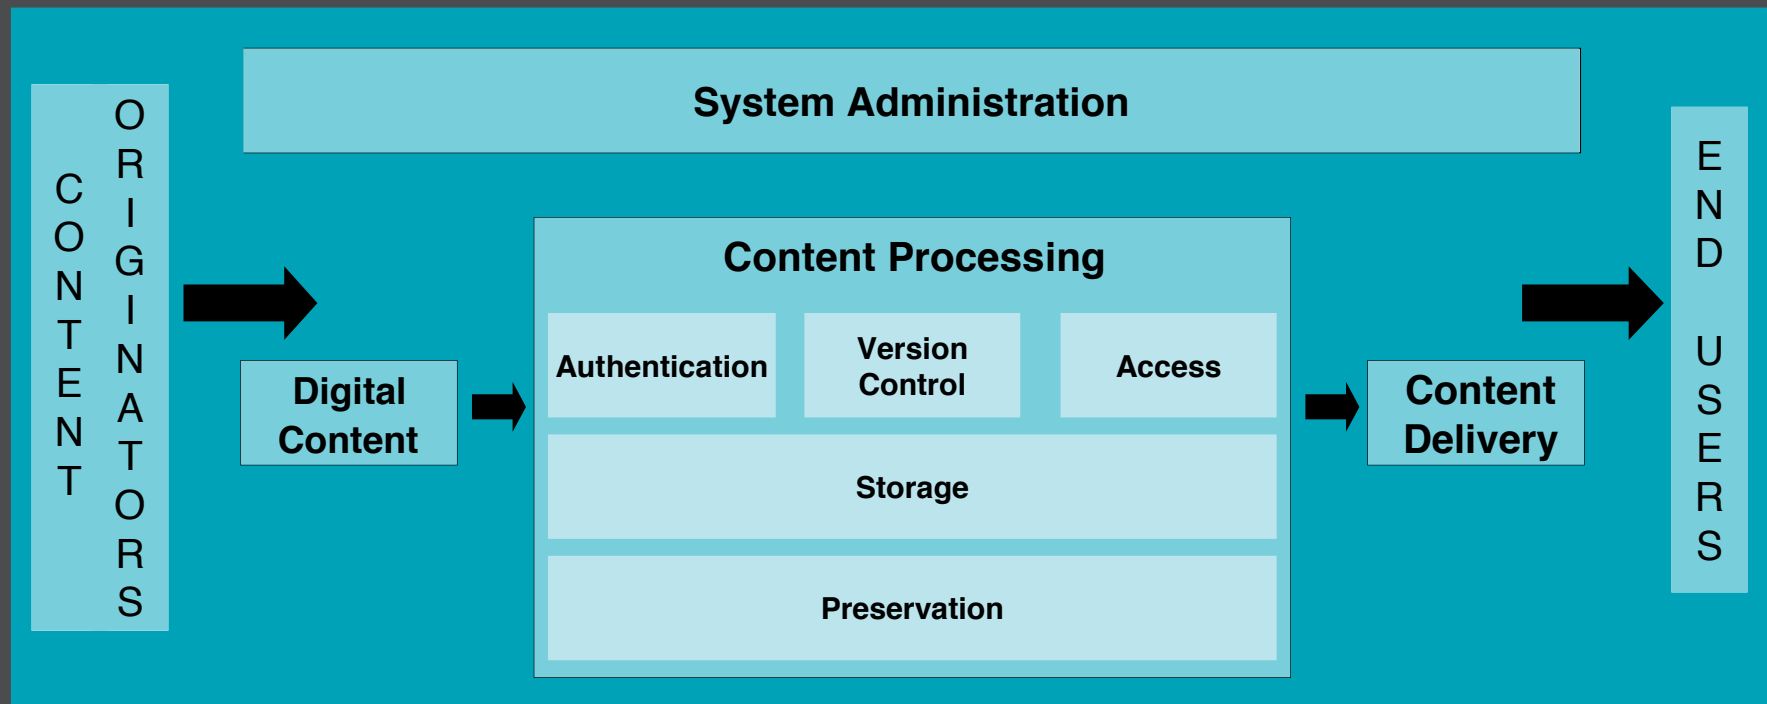 CONTENT
ORIGINATORS
System Administration
Digital
Content
Content Processing
Authentication
Version
Control
Access
Storage
Preservation
Content
Delivery
END USERS